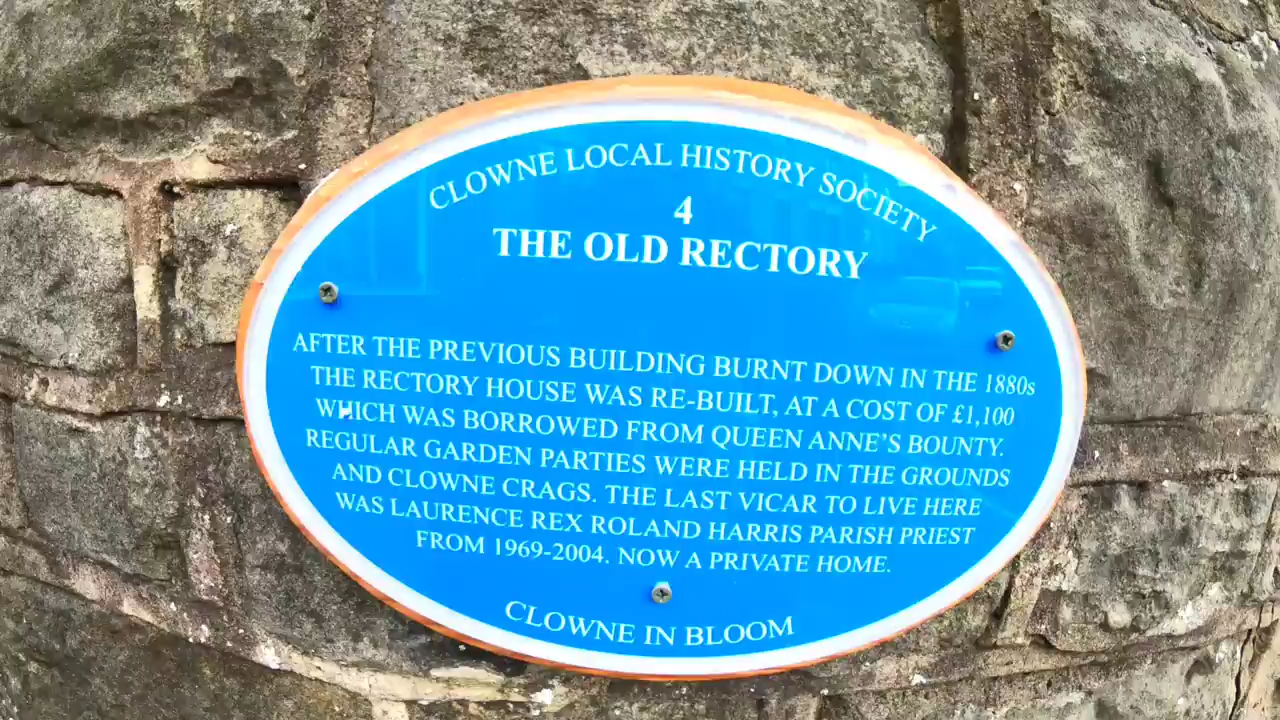 CLOWNE LOCAL HISTORY SOCIETY
4
THE OLD RECTORY
AFTER THE PREVIOUS BUILDING BURNT DOWN IN THE 1880s
THE RECTORY HOUSE WAS RE-BUILT, AT A COST OF £1,100
WHICH WAS BORROWED FROM QUEEN ANNE'S BOUNTY.
REGULAR GARDEN PARTIES WERE HELD IN THE GROUNDS
AND CLOWNE CRAGS. THE LAST VICAR TO LIVE HERE
WAS LAURENCE REX ROLAND HARRIS PARISH PRIEST
FROM 1969-2004. NOW A PRIVATE HOME.
CLOWNE IN BLOOM